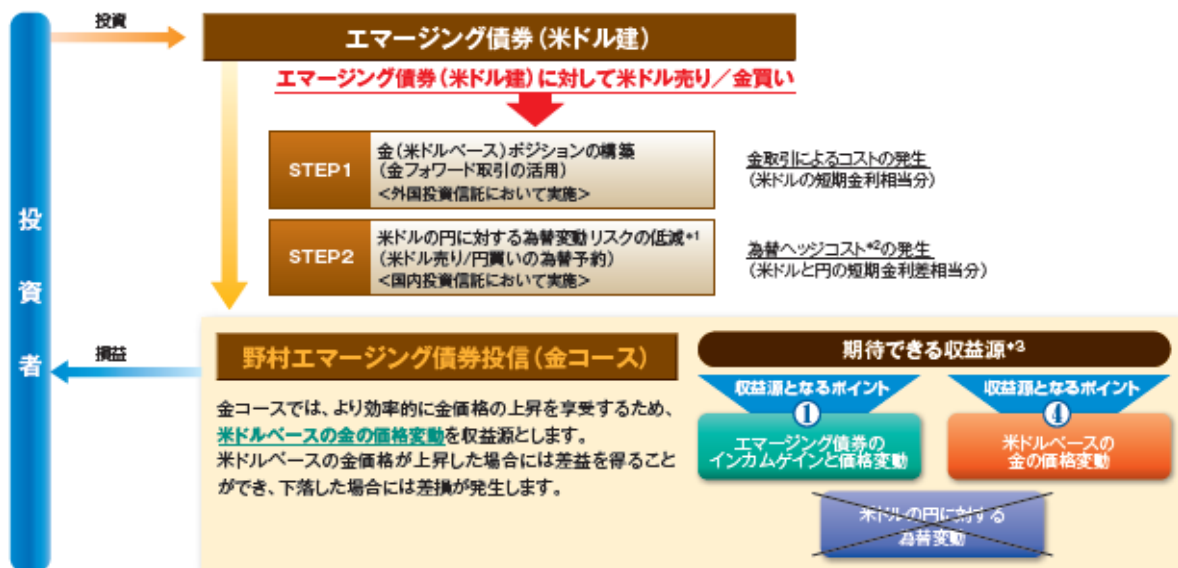 投資
エマージング債券(米ドル建)
エマージング債券(米ドル建)に対して米ドル売り／金買い
STEP1
金(米ドルベース)ポジションの構築
(金フォワード取引の活用)
<外国投資信託において実施>
金取引によるコストの発生
(米ドルの短期金利相当分)
STEP2
米ドルの円に対する為替変動リスクの低減*1
(米ドル売り/円買いの為替予約)
<国内投資信託において実施>
為替ヘッジコスト*2の発生
(米ドルと円の短期金利差相当分)
投資者
損益
野村エマージング債券投信(金コース)
金コースでは、より効率的に金価格の上昇を享受するため、
米ドルベースの金の価格変動を収益源とします。
米ドルベースの金価格が上昇した場合には差益を得ること
ができ、下落した場合には差損が発生します。
期待できる収益源*3
収益源となるポイント
①
エマージング債券の
インカムゲインと価格変動
収益源となるポイント
④
米ドルベースの
金の価格変動
米ドルの円に対する
為替変動